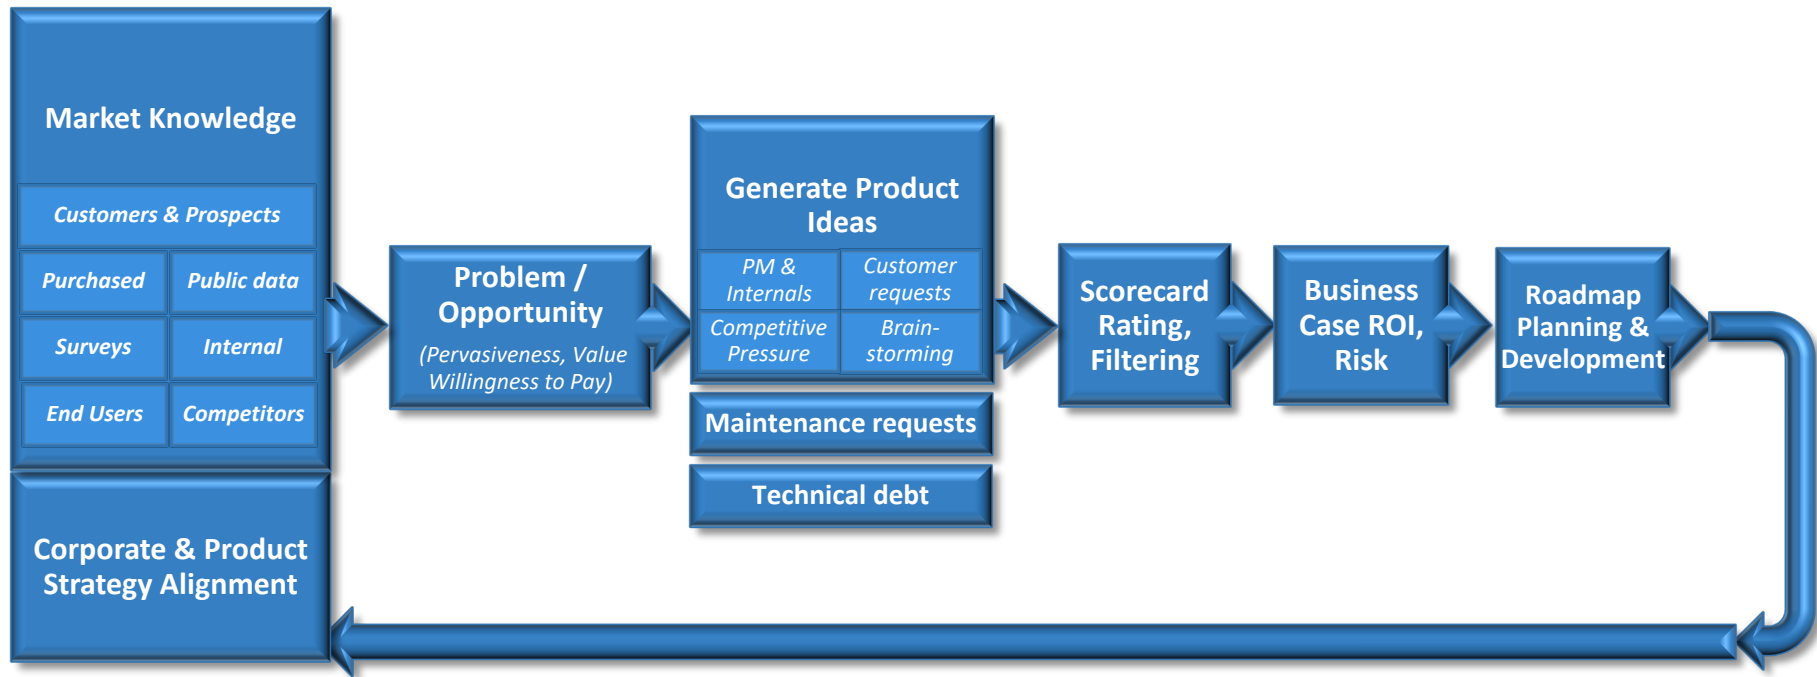 Market Knowledge
Customers & Prospects
Purchased
Public data
Surveys
Internal
End Users
Competitors
Corporate & Product
Strategy Alignment
Problem /
Opportunity
(Pervasiveness, Value
Willingness to Pay)
Generate Product
Ideas
PM &
Internals
Customer
requests
Competitive
Pressure
Brain-
storming
Maintenance requests
Technical debt
Scorecard
Rating,
Filtering
Business
Case ROI,
Risk
Roadmap
Planning &
Development